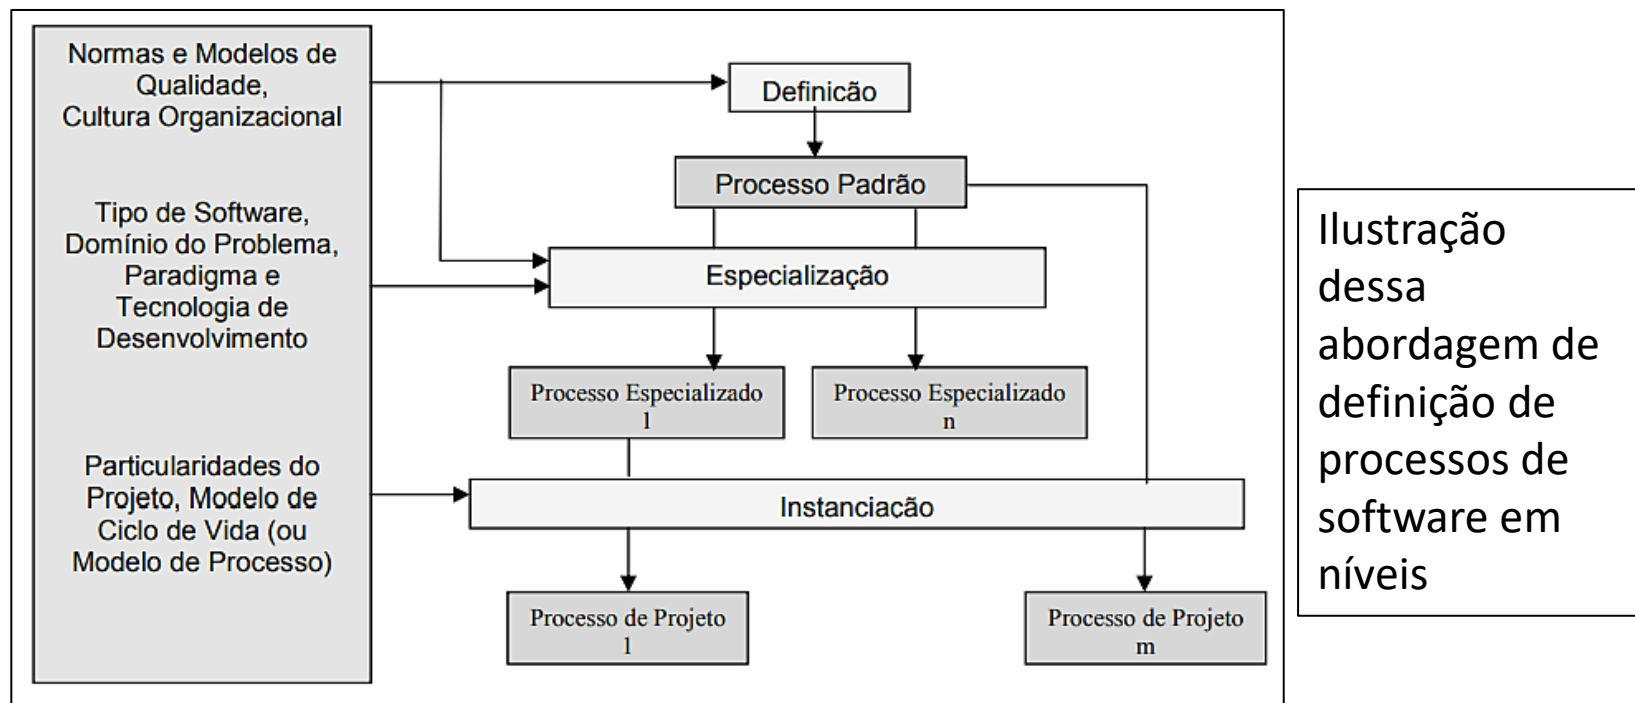 Normas e Modelos de
Qualidade,
Cultura Organizacional
Tipo de Software,
Domínio do Problema,
Paradigma e
Tecnologia de
Desenvolvimento
Particularidades do
Projeto, Modelo de
Ciclo de Vida (ou
Modelo de Processo)
Definicão
Processo Padrão
Especialização
Processo Especializado
1
Processo Especializado
n
Instanciação
Processo de Projeto
1
Processo de Projeto
m
Ilustração
dessa
abordagem de
definição de
processos de
software em
níveis